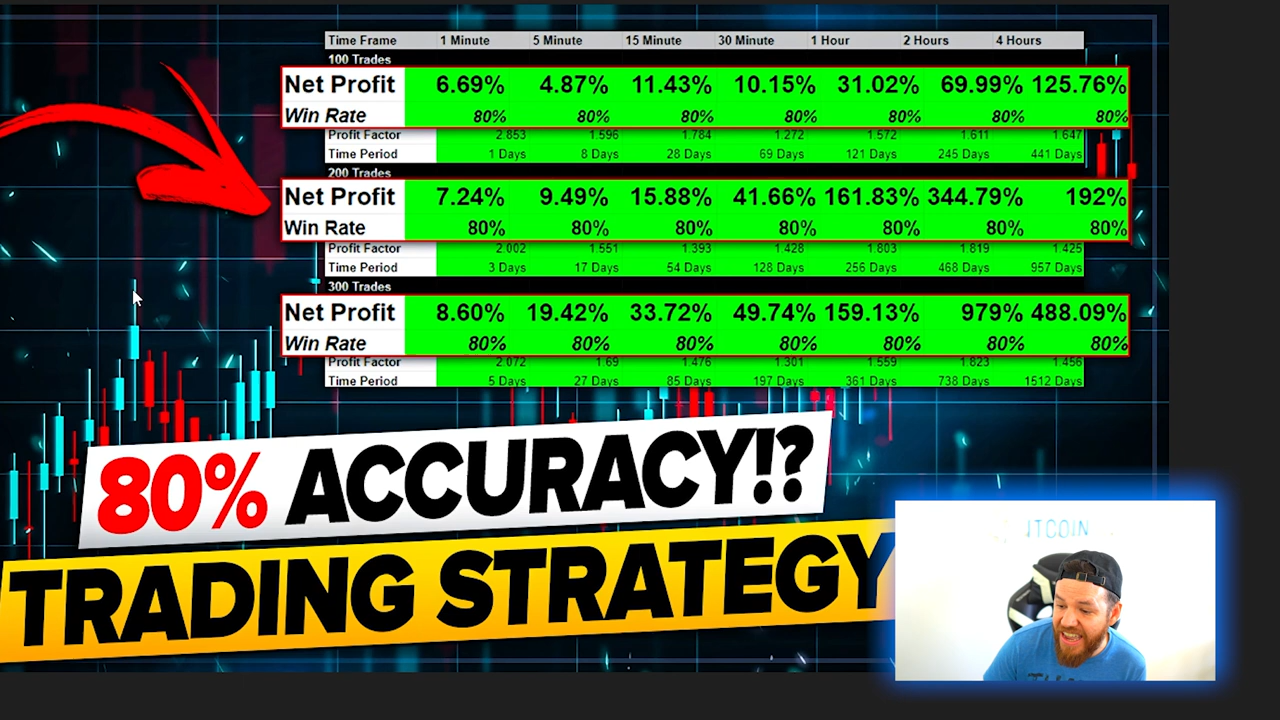 Time Frame 1 Minute 5 Minute 15 Minute 30 Minute 1 Hour 2 Hours 4 Hours
100 Trades
Net Profit 6.69% 4.87% 11.43% 10.15% 31.02% 69.99% 125.76%
Win Rate 80% 80% 80% 80% 80% 80% 80%
Profit Factor 2.853 1.596 1.784 1.272 1.572 1.611 1.647
Time Period 1 Days 8 Days 28 Days 69 Days 121 Days 245 Days 441 Days
200 Trades
Net Profit 7.24% 9.49% 15.88% 41.66% 161.83% 344.79% 192%
Win Rate 80% 80% 80% 80% 80% 80% 80%
Profit Factor 2.002 1.551 1.393 1.428 1.803 1.819 1.425
Time Period 3 Days 17 Days 54 Days 128 Days 256 Days 468 Days 957 Days
300 Trades
Net Profit 8.60% 19.42% 33.72% 49.74% 159.13% 979% 488.09%
Win Rate 80% 80% 80% 80% 80% 80% 80%
Profit Factor 2.072 1.69 1.476 1.301 1.559 1.823 1.456
Time Period 5 Days 27 Days 85 Days 197 Days 361 Days 738 Days 1512 Days
80% ACCURACY!?
TRADING STRATEGY
ITCOIN